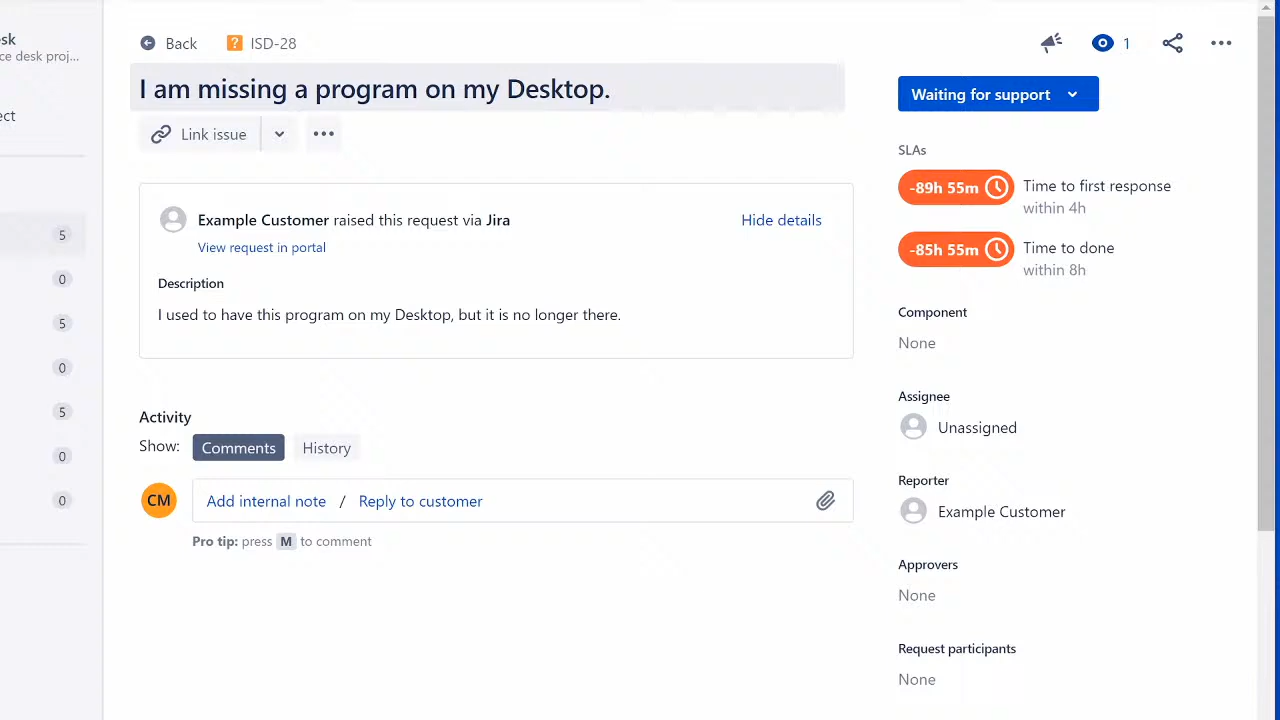 sk
ce desk proj...
ect
5
0
5
0
5
0
0
Back
? ISD-28
1
I am missing a program on my Desktop.
Link issue
Example Customer raised this request via Jira
Hide details
View request in portal
Description
I used to have this program on my Desktop, but it is no longer there.
Activity
Show: Comments History
CM
Add internal note / Reply to customer
Pro tip: press M to comment
Waiting for support
SLAs
-89h 55m Time to first response
within 4h
-85h 55m Time to done
within 8h
Component
None
Assignee
Unassigned
Reporter
Example Customer
Approvers
None
Request participants
None